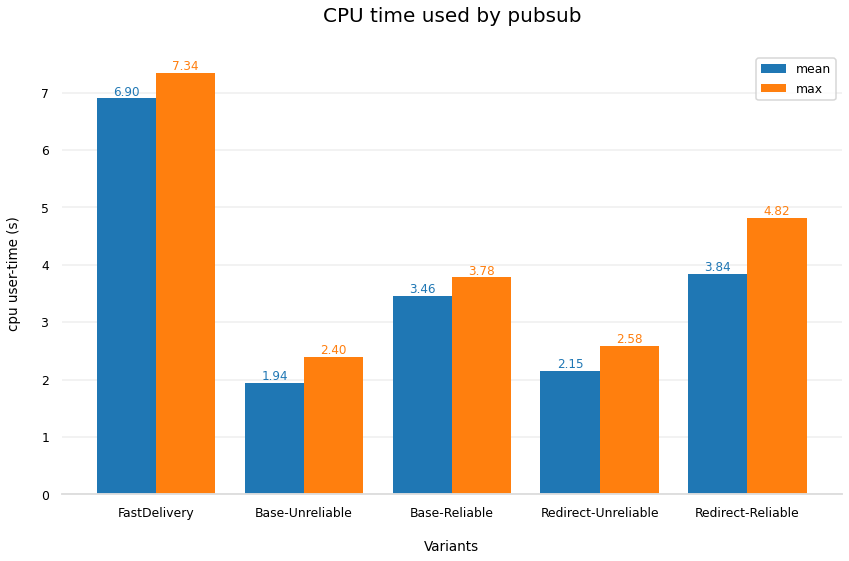 CPU time used by pubsub
mean
max
cpu user-time (s)
7
6
5
4
3
2
1
0
6.90
7.34
1.94
2.40
3.46
3.78
2.15
2.58
3.84
4.82
FastDelivery
Base-Unreliable
Base-Reliable
Redirect-Unreliable
Redirect-Reliable
Variants